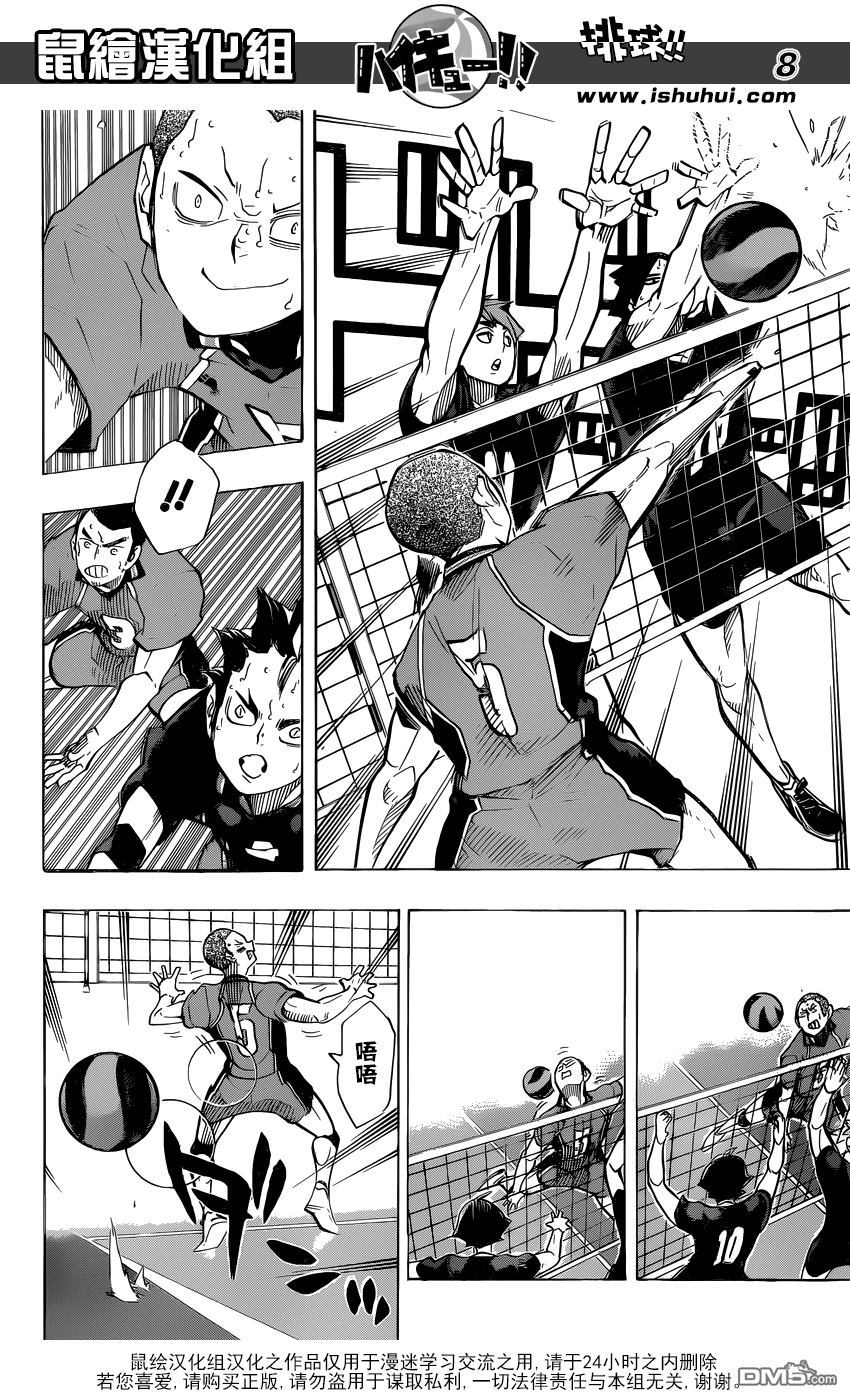 鼠繪漢化組
ハイキュー!!
排球!!
8
www.ishuhui.com
!!
5
唔
唔
ダ
ン
10
鼠绘汉化组汉化之作品仅用于漫迷学习交流之用,请于24小时之内删除
若您喜爱,请购买正版,请勿盗用于谋取私利,一切法律责任与本组无关,谢谢。
DM5.com